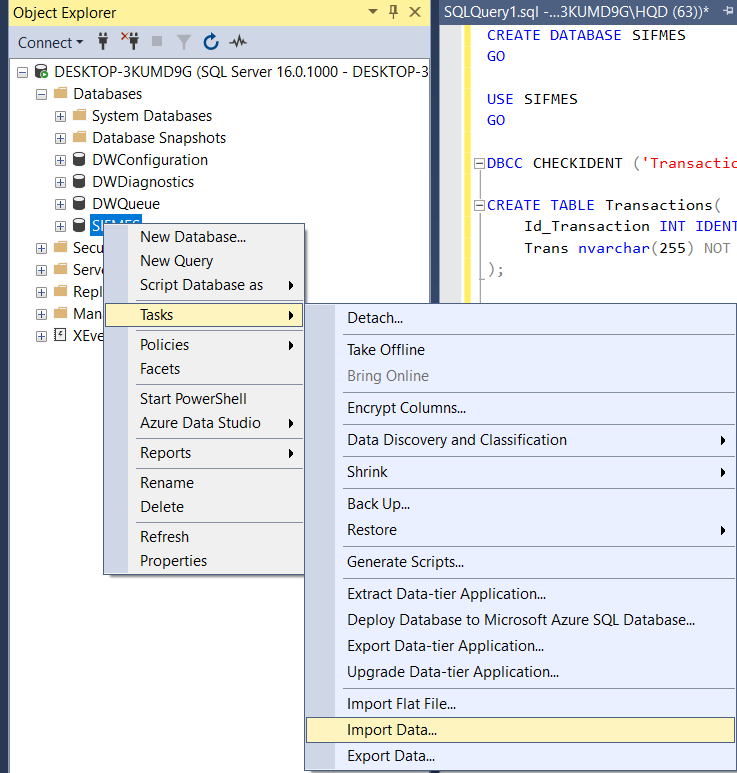 Object Explorer
Connect
DESKTOP-3KUMD9G (SQL Server 16.0.1000 - DESKTOP-3
Databases
System Databases
Database Snapshots
DWConfiguration
DWDiagnostics
DWQueue
SIFMES
Secu
Serve
Repl
Mana
XEve
New Database...
New Query
Script Database as
Tasks
Policies
Facets
Start PowerShell
Azure Data Studio
Reports
Rename
Delete
Refresh
Properties
Detach...
Take Offline
Bring Online
Encrypt Columns...
Data Discovery and Classification
Shrink
Back Up...
Restore
Generate Scripts...
Extract Data-tier Application...
Deploy Database to Microsoft Azure SQL Database...
Export Data-tier Application...
Upgrade Data-tier Application...
Import Flat File...
Import Data...
Export Data...
SQLQuery1.sql -...3KUMD9G\HQD (63))*
CREATE DATABASE SIFMES
GO
USE SIFMES
GO
DBCC CHECKIDENT ('Transactio
CREATE TABLE Transactions(
Id_Transaction INT IDENT
Trans nvarchar(255) NOT
);